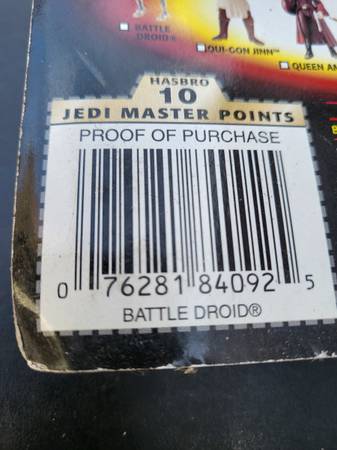 BATTLE
DROID®
QUI-GON JINN™
QUEEN AM
HASBRO
10
JEDI MASTER POINTS
PROOF OF PURCHASE
0 76281 84092 5
BATTLE DROID®